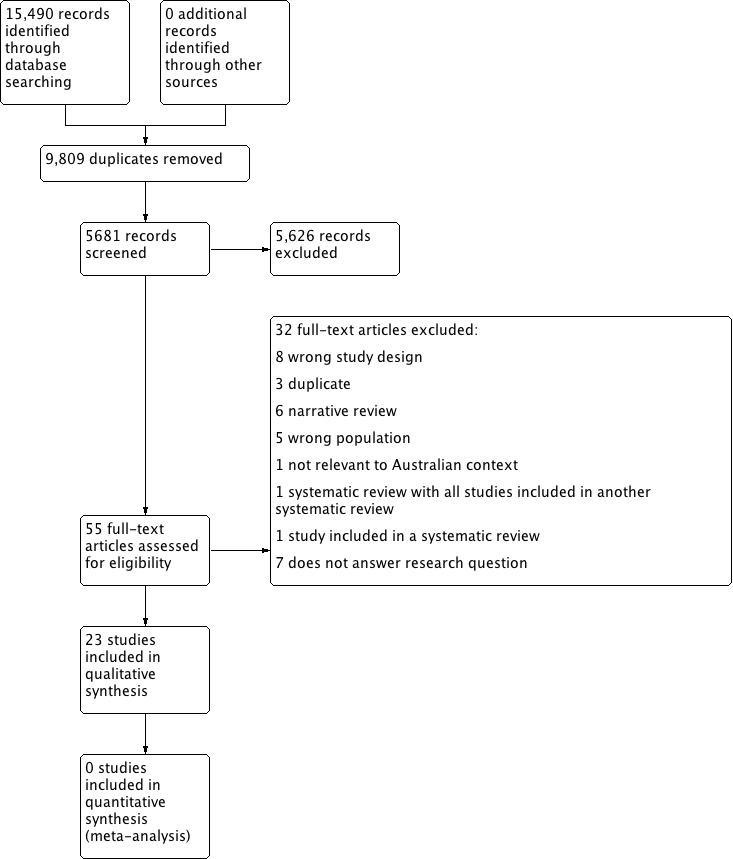 15,490 records
identified
through
database
searching
0 additional
records
identified
through other
sources
9,809 duplicates removed
5681 records
screened
5,626 records
excluded
32 full-text articles excluded:
8 wrong study design
3 duplicate
6 narrative review
5 wrong population
1 not relevant to Australian context
1 systematic review with all studies included in another
systematic review
1 study included in a systematic review
7 does not answer research question
55 full-text
articles assessed
for eligibility
23 studies
included in
qualitative
synthesis
0 studies
included in
quantitative
synthesis
(meta-analysis)